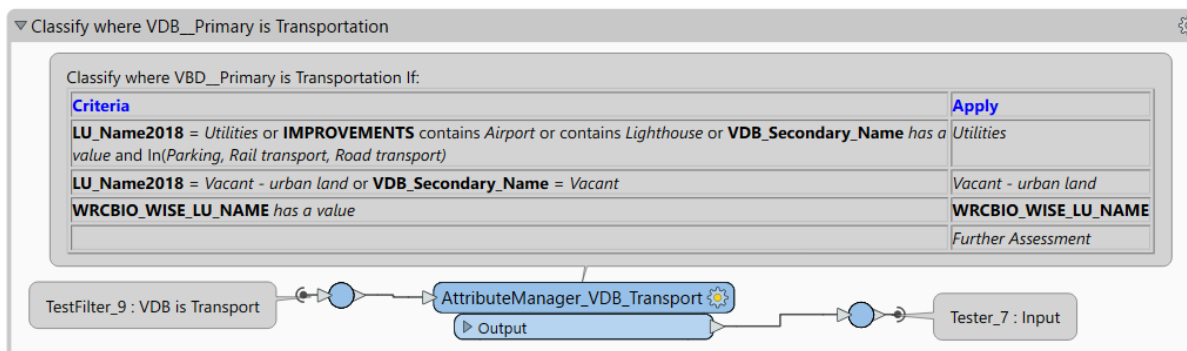 Classify where VDB__Primary is Transportation
Classify where VBD__Primary is Transportation If:
Criteria Apply
LU_Name2018 = Utilities or IMPROVEMENTS contains Airport or contains Lighthouse or VDB_Secondary_Name has a Utilities
value and In(Parking, Rail transport, Road transport)
LU_Name2018 = Vacant - urban land or VDB_Secondary_Name = Vacant Vacant - urban land
WRCBIO_WISE_LU_NAME has a value WRCBIO_WISE_LU_NAME
Further Assessment
TestFilter_9 : VDB is Transport
AttributeManager_VDB_Transport
Output
Tester_7 : Input